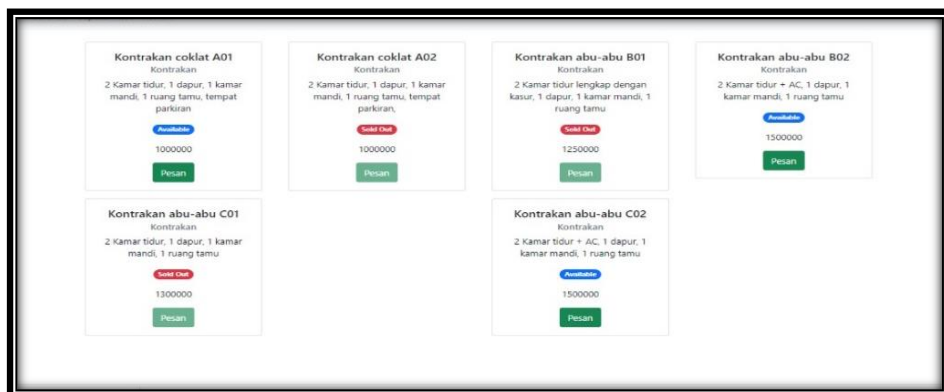 Kontrakan coklat A01
Kontrakan
2 Kamar tidur, 1 dapur, 1 kamar
mandi, 1 ruang tamu, tempat
parkiran
Available
1000000
Pesan
Kontrakan coklat A02
Kontrakan
2 Kamar tidur, 1 dapur, 1 kamar
mandi, 1 ruang tamu, tempat
parkiran,
Sold Out
1000000
Pesan
Kontrakan abu-abu B01
Kontrakan
2 Kamar tidur lengkap dengan
kasur, 1 dapur, 1 kamar mandi, 1
ruang tamu
Sold Out
1250000
Pesan
Kontrakan abu-abu B02
Kontrakan
2 Kamar tidur + AC, 1 dapur, 1
kamar mandi, 1 ruang tamu
Available
1500000
Pesan
Kontrakan abu-abu C01
Kontrakan
2 Kamar tidur, 1 dapur, 1 kamar
mandi, 1 ruang tamu
Sold Out
1300000
Pesan
Kontrakan abu-abu C02
Kontrakan
2 Kamar tidur + AC, 1 dapur, 1
kamar mandi, 1 ruang tamu
Available
1500000
Pesan